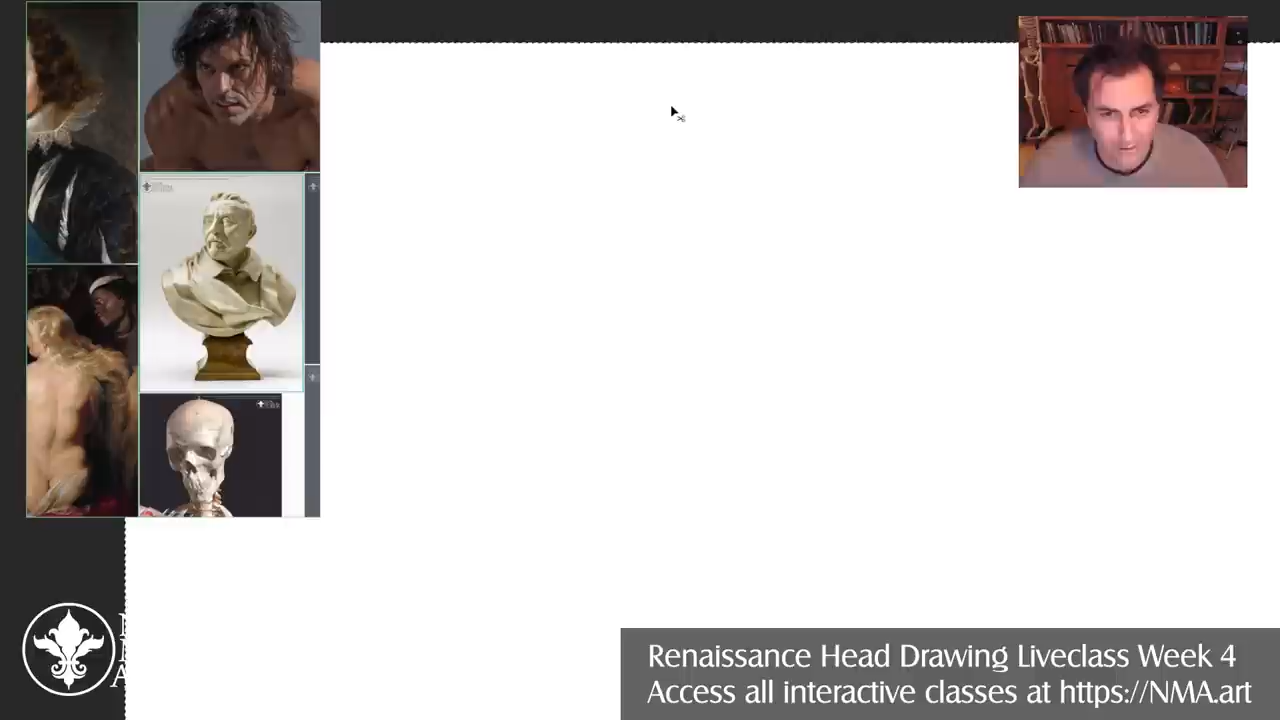 Renaissance Head Drawing Liveclass Week 4
Access all interactive classes at https://NMA.art